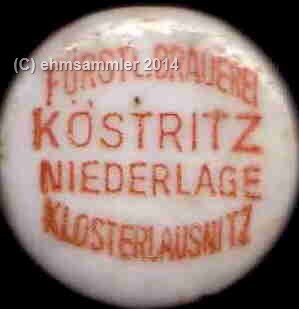 (C) ehmsammler 2014
FÜRSTL. BRAUEREI
KÖSTRITZ
NIEDERLAGE
KLOSTERLAUSNITZ